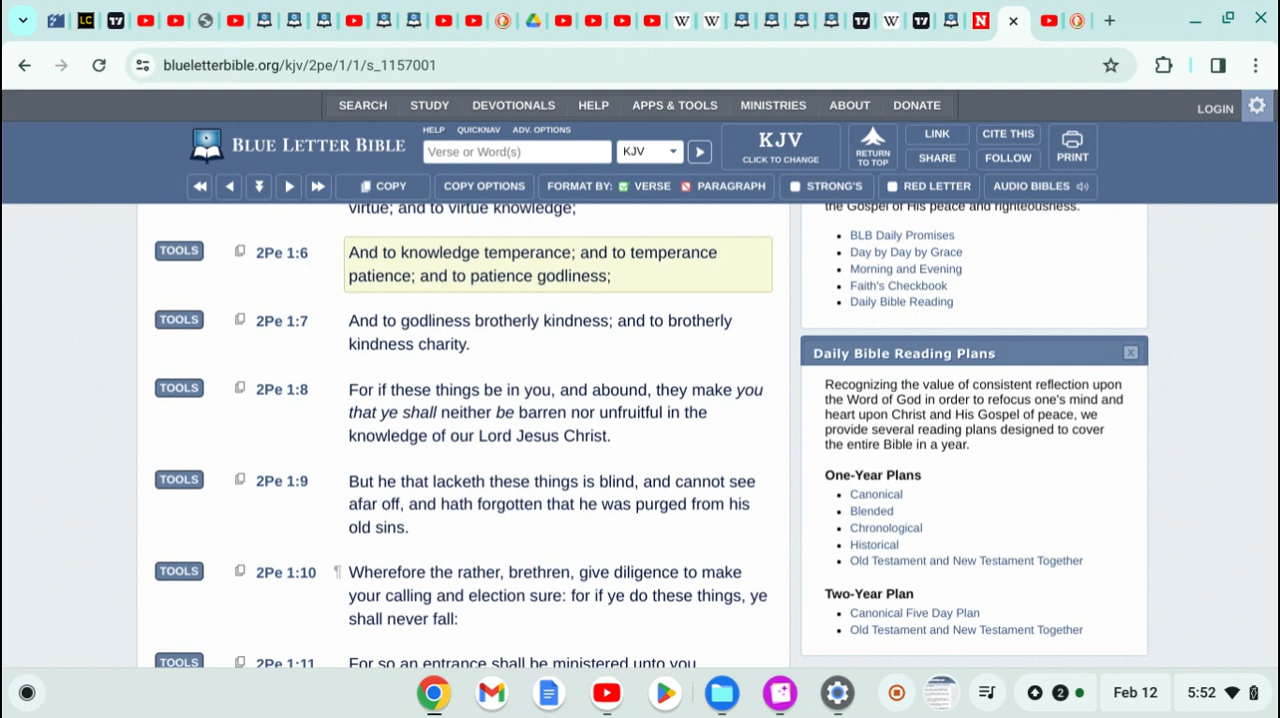 blueletterbible.org/kjv/2pe/1/1/s_1157001
SEARCH STUDY DEVOTIONALS HELP APPS & TOOLS MINISTRIES ABOUT DONATE
LOGIN
BLUE LETTER BIBLE
HELP QUICKNAV ADV. OPTIONS
Verse or Word(s)
KJV
KJV
CLICK TO CHANGE
RETURN
TO TOP
LINK
CITE THIS
SHARE
FOLLOW
PRINT
COPY
COPY OPTIONS
FORMAT BY: VERSE PARAGRAPH
STRONG'S
RED LETTER
AUDIO BIBLES
virtue; and to virtue knowledge;
TOOLS 2Pe 1:6 And to knowledge temperance; and to temperance
patience; and to patience godliness;
TOOLS 2Pe 1:7 And to godliness brotherly kindness; and to brotherly
kindness charity.
TOOLS 2Pe 1:8 For if these things be in you, and abound, they make you
that ye shall neither be barren nor unfruitful in the
knowledge of our Lord Jesus Christ.
TOOLS 2Pe 1:9 But he that lacketh these things is blind, and cannot see
afar off, and hath forgotten that he was purged from his
old sins.
TOOLS 2Pe 1:10 ¶ Wherefore the rather, brethren, give diligence to make
your calling and election sure: for if ye do these things, ye
shall never fall:
TOOLS 2Pe 1:11 For so an entrance shall be ministered unto you
the Gospel of His peace and righteousness.
BLB Daily Promises
Day by Day by Grace
Morning and Evening
Faith's Checkbook
Daily Bible Reading
Daily Bible Reading Plans
Recognizing the value of consistent reflection upon
the Word of God in order to refocus one's mind and
heart upon Christ and His Gospel of peace, we
provide several reading plans designed to cover
the entire Bible in a year.
One-Year Plans
Canonical
Blended
Chronological
Historical
Old Testament and New Testament Together
Two-Year Plan
Canonical Five Day Plan
Old Testament and New Testament Together
2
Feb 12
5:52